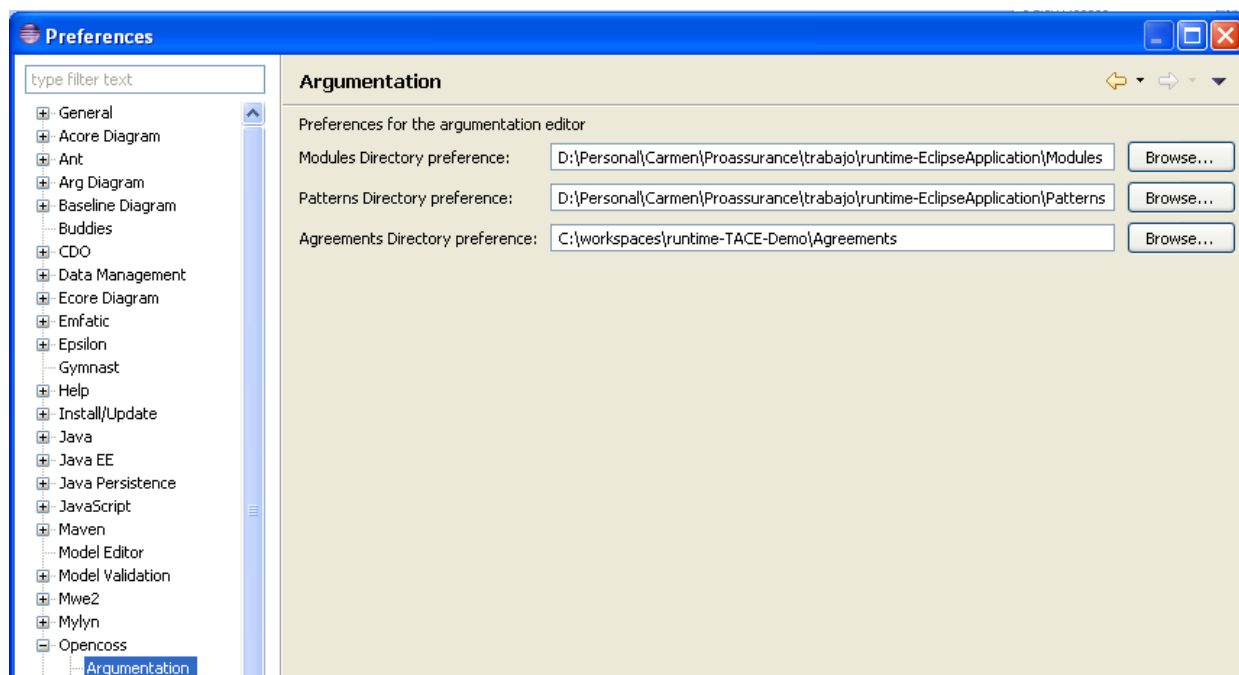 Preferences
type filter text
Argumentation
General
Acore Diagram
Ant
Arg Diagram
Baseline Diagram
Buddies
CDO
Data Management
Ecore Diagram
Emfatic
Epsilon
Gymnast
Help
Install/Update
Java
Java EE
Java Persistence
JavaScript
Maven
Model Editor
Model Validation
Mwe2
Mylyn
Opencoss
Argumentation
Preferences for the argumentation editor
Modules Directory preference: D:\Personal\Carmen\Proassurance\trabajo\runtime-EclipseApplication\Modules Browse...
Patterns Directory preference: D:\Personal\Carmen\Proassurance\trabajo\runtime-EclipseApplication\Patterns Browse...
Agreements Directory preference: C:\workspaces\runtime-TACE-Demo\Agreements Browse...